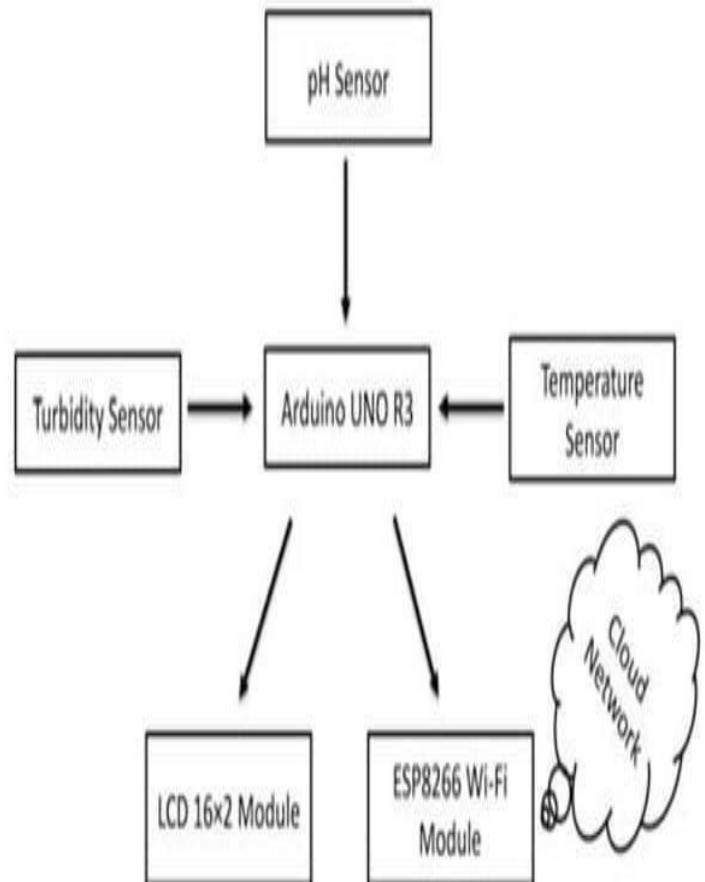 pH Sensor
Turbidity Sensor
Arduino UNO R3
Temperature
Sensor
Cloud
Network
LCD 16×2 Module
ESP8266 Wi-Fi
Module